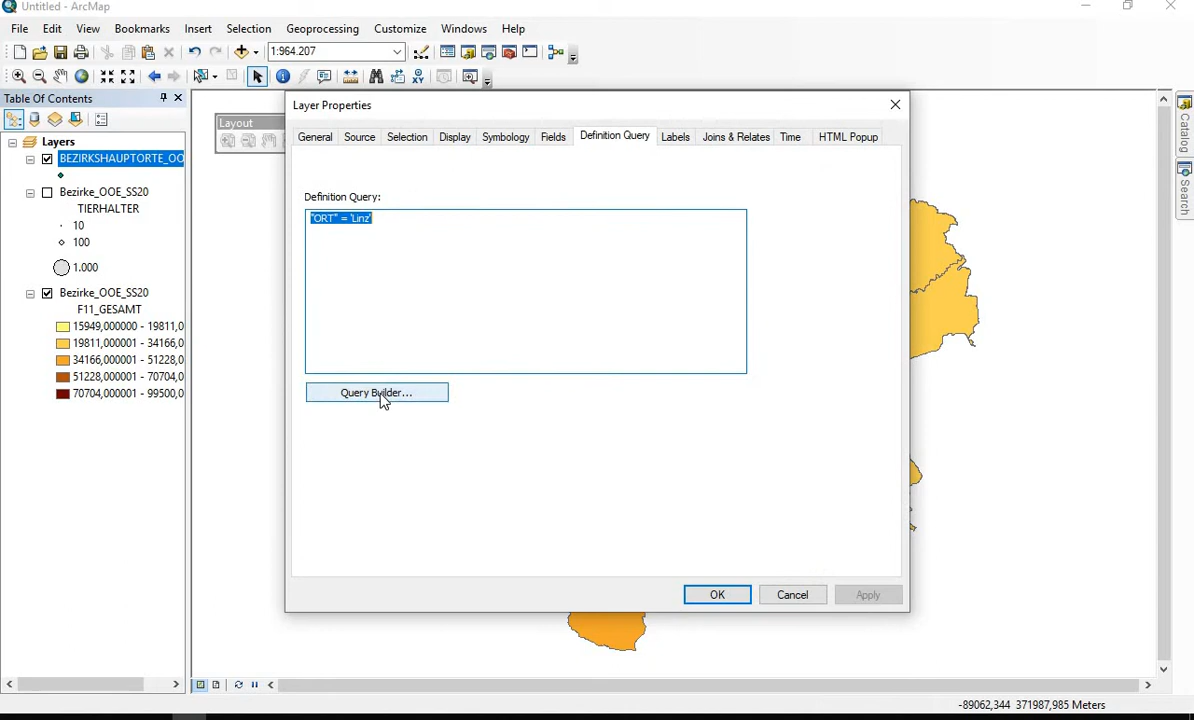 Untitled - ArcMap
File Edit View Bookmarks Insert Selection Geoprocessing Customize Windows Help
1:964.207
Table Of Contents
Layers
BEZIRKSHAUPTORTE_OO
Bezirke_OOE_SS20
TIERHALTER
10
100
1.000
Bezirke_OOE_SS20
F11_GESAMT
15949,000000 - 19811,0
19811,000001 - 34166,0
34166,000001 - 51228,0
51228,000001 - 70704,0
70704,000001 - 99500,0
Layout
Layer Properties
General Source Selection Display Symbology Fields Definition Query Labels Joins & Relates Time HTML Popup
Definition Query:
"ORT" = 'Linz'
Query Builder...
OK Cancel Apply
Catalog
Search
-89062,344 371987,985 Meters